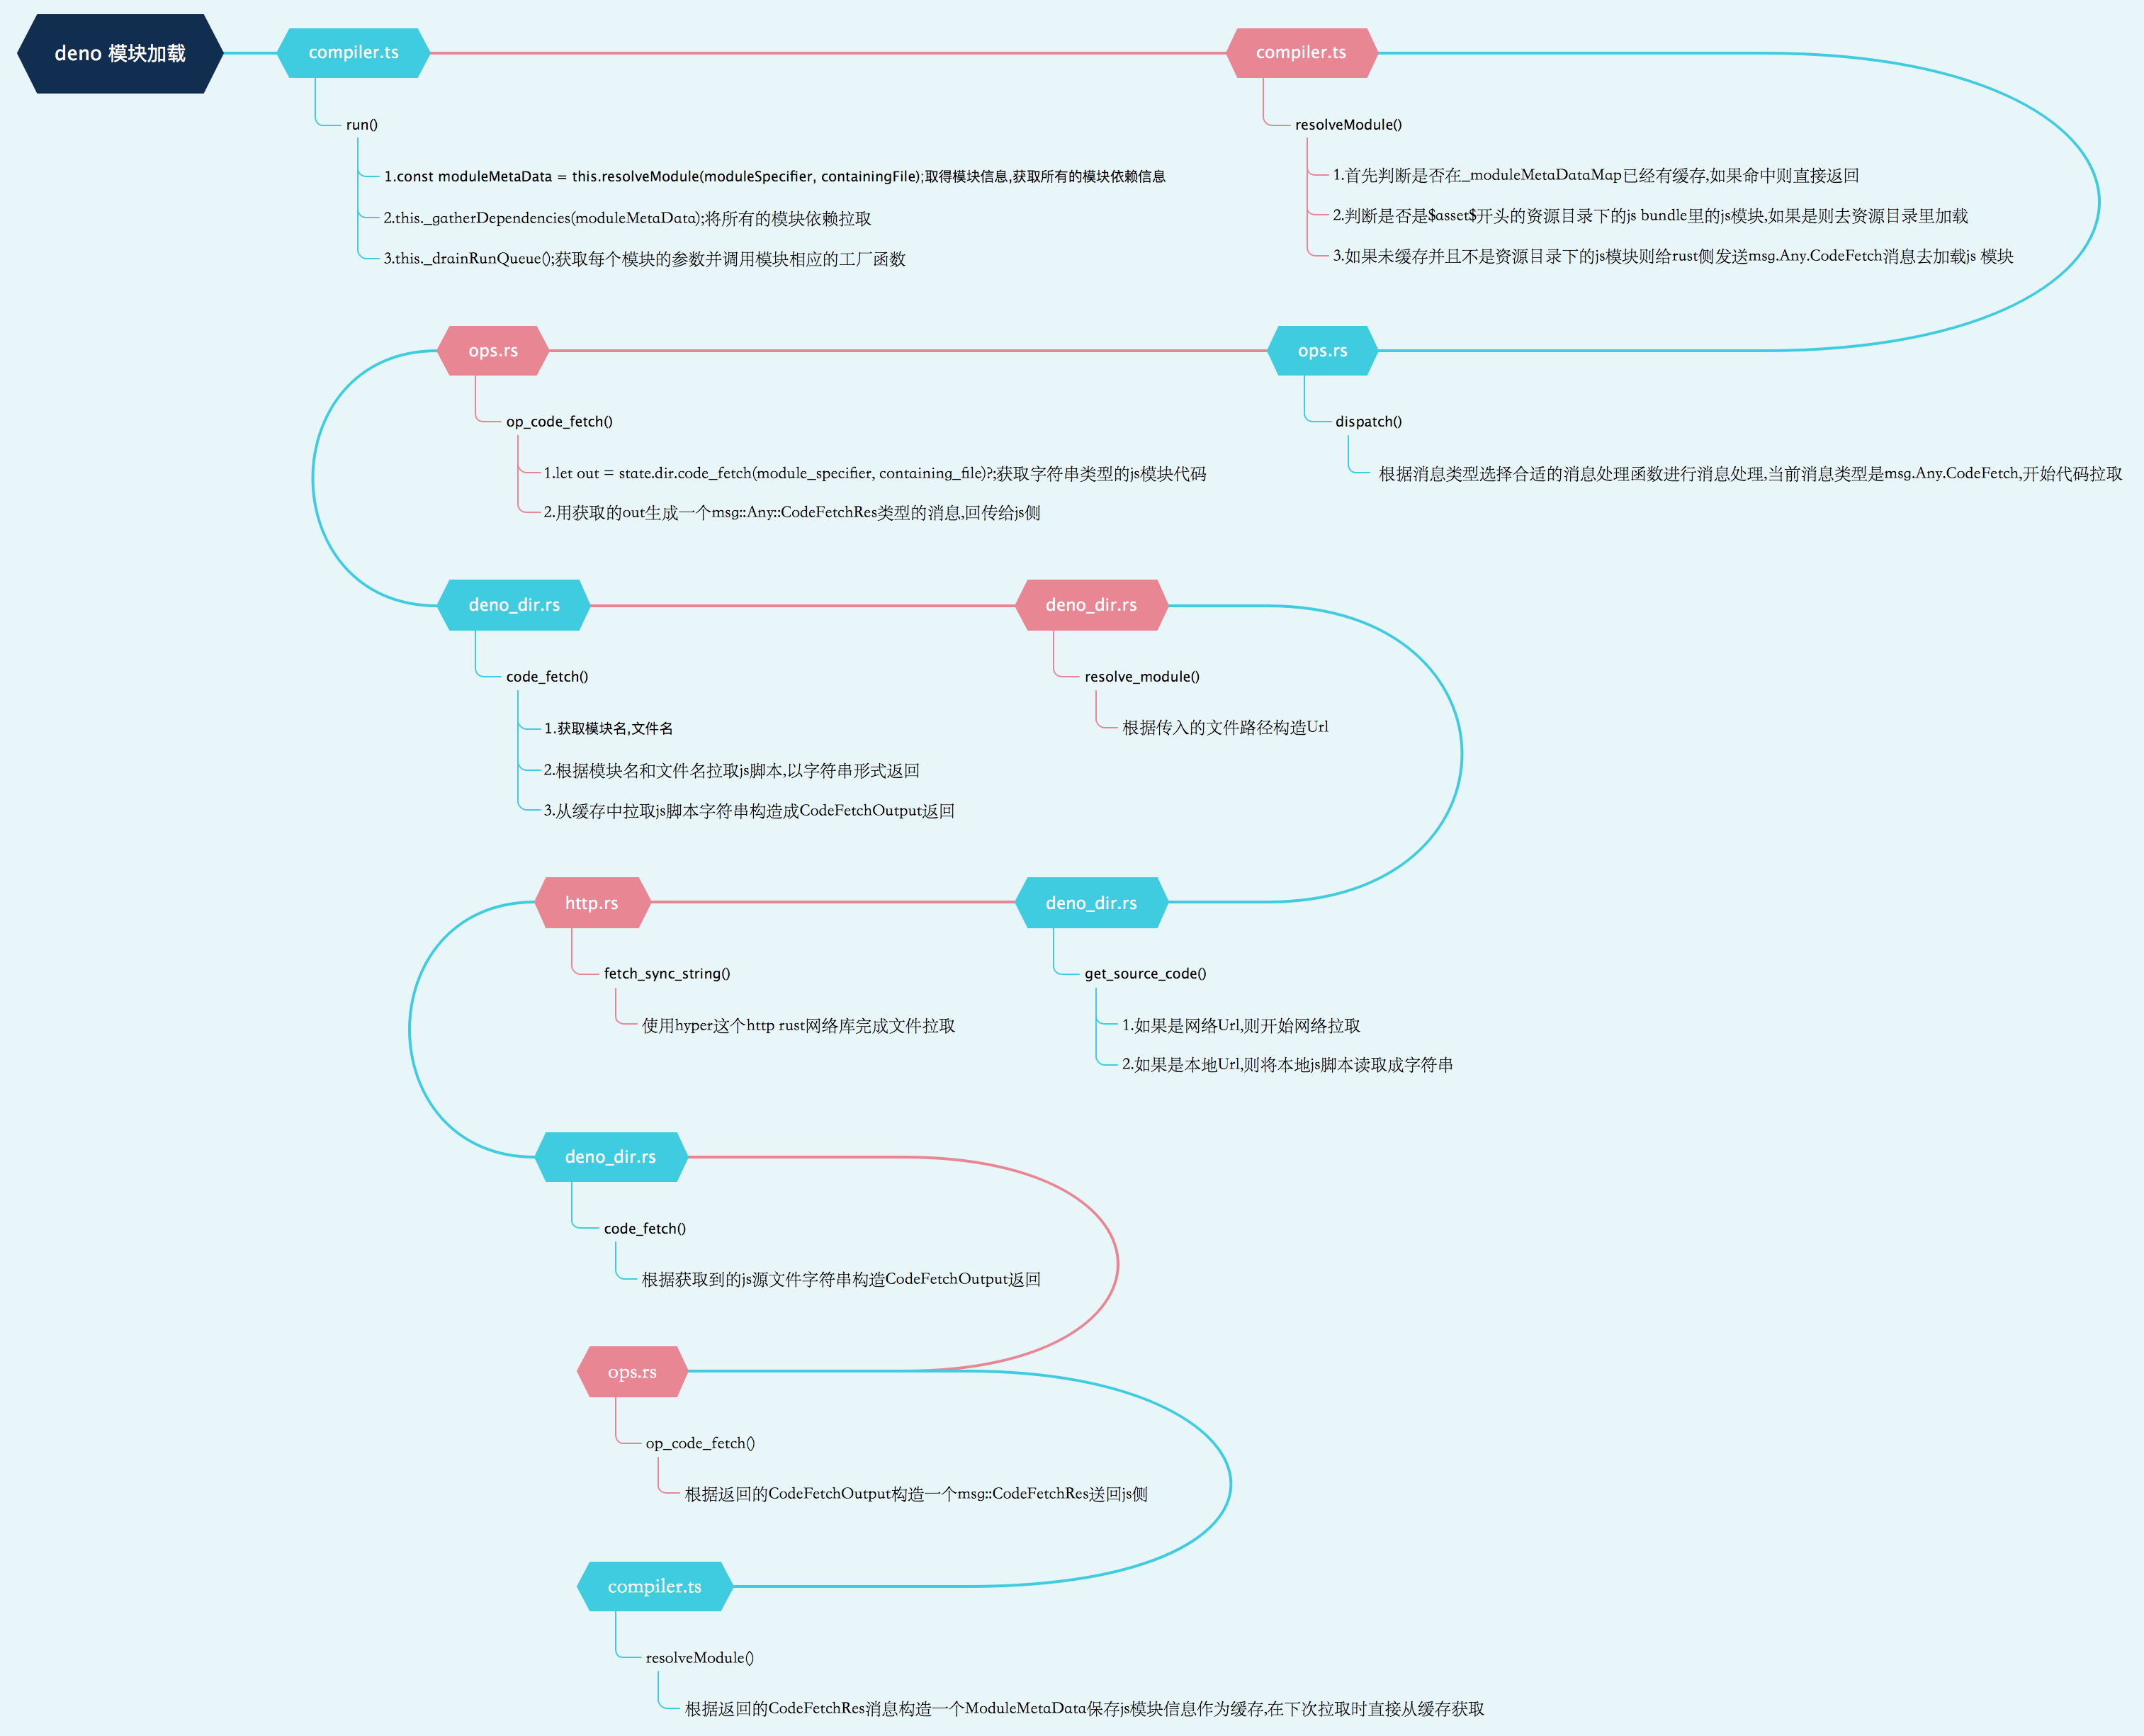 deno 模块加载
compiler.ts
run()
1.const moduleMetaData = this.resolveModule(moduleSpecifier, containingFile);取得模块信息,获取所有的模块依赖信息
2.this._gatherDependencies(moduleMetaData);将所有的模块依赖拉取
3.this._drainRunQueue();获取每个模块的参数并调用模块相应的工厂函数
compiler.ts
resolveModule()
1.首先判断是否在_moduleMetaDataMap已经有缓存,如果命中则直接返回
2.判断是否是$asset$开头的资源目录下的js bundle里的js模块,如果是则去资源目录里加载
3.如果未缓存并且不是资源目录下的js模块则给rust侧发送msg.Any.CodeFetch消息去加载js 模块
ops.rs
dispatch()
根据消息类型选择合适的消息处理函数进行消息处理,当前消息类型是msg.Any.CodeFetch,开始代码拉取
ops.rs
op_code_fetch()
1.let out = state.dir.code_fetch(module_specifier, containing_file)?;获取字符串类型的js模块代码
2.用获取的out生成一个msg::Any::CodeFetchRes类型的消息,回传给js侧
deno_dir.rs
code_fetch()
1.获取模块名,文件名
2.根据模块名和文件名拉取js脚本,以字符串形式返回
3.从缓存中拉取js脚本字符串构造成CodeFetchOutput返回
deno_dir.rs
resolve_module()
根据传入的文件路径构造Url
deno_dir.rs
get_source_code()
1.如果是网络Url,则开始网络拉取
2.如果是本地Url,则将本地js脚本读取成字符串
http.rs
fetch_sync_string()
使用hyper这个http rust网络库完成文件拉取
deno_dir.rs
code_fetch()
根据获取到的js源文件字符串构造CodeFetchOutput返回
ops.rs
op_code_fetch()
根据返回的CodeFetchOutput构造一个msg::CodeFetchRes送回js侧
compiler.ts
resolveModule()
根据返回的CodeFetchRes消息构造一个ModuleMetaData保存js模块信息作为缓存,在下次拉取时直接从缓存获取